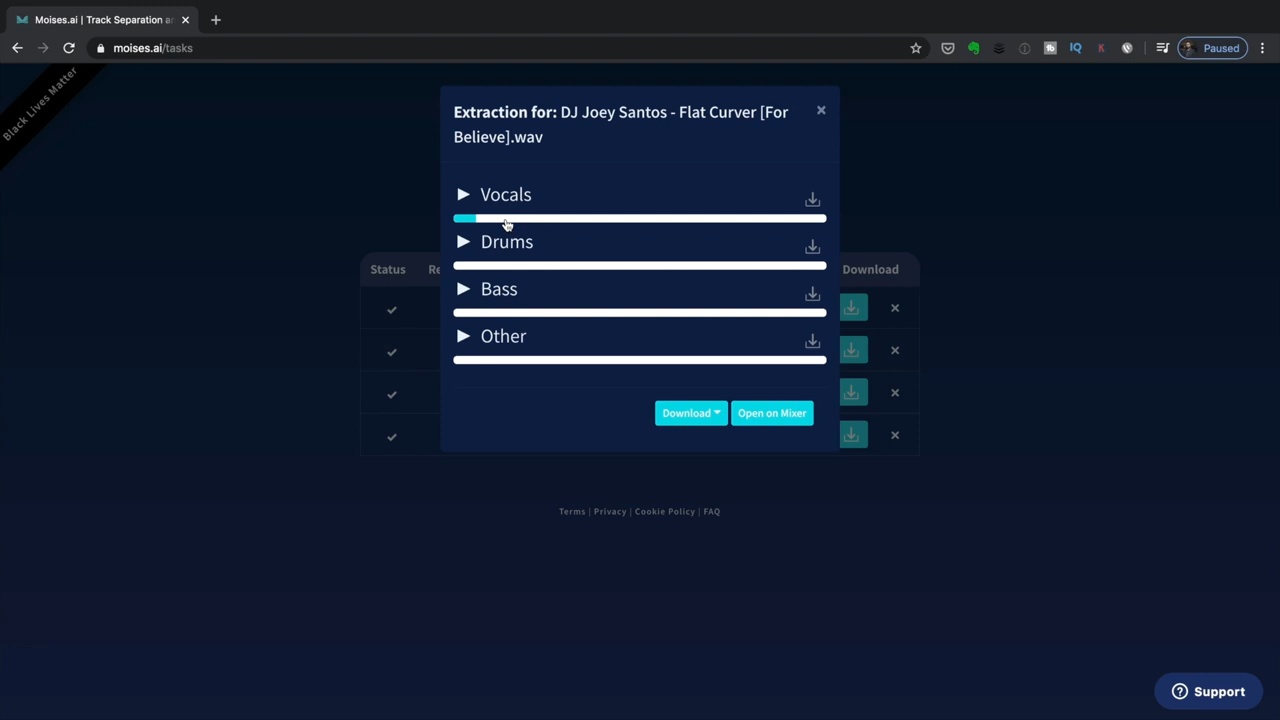 Moises.ai | Track Separation an
moises.ai/tasks
Paused
Black Lives Matter
Extraction for: DJ Joey Santos - Flat Curver [For
Believe].wav
Vocals
Drums
Bass
Other
Status
Re
Download
Download
Open on Mixer
Terms | Privacy | Cookie Policy | FAQ
Support